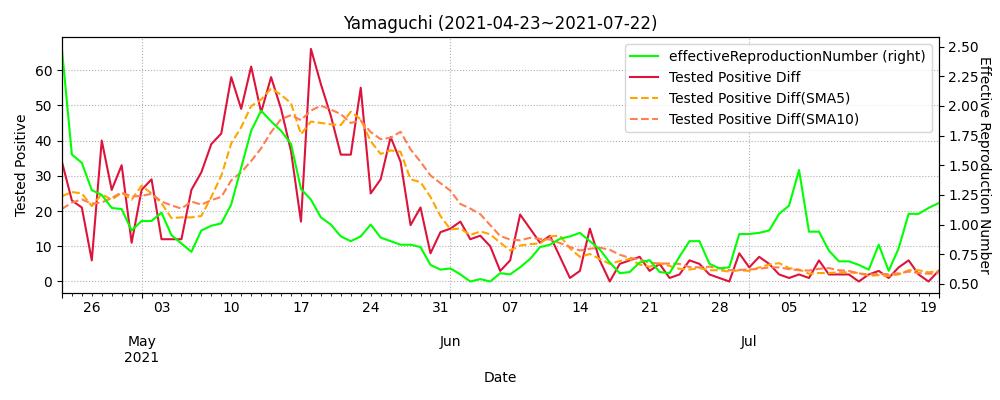 Yamaguchi (2021-04-23~2021-07-22)
effectiveReproductionNumber (right)
Tested Positive Diff
Tested Positive Diff(SMA5)
Tested Positive Diff(SMA10)
Tested Positive
60
50
40
30
20
10
0
Effective Reproduction Number
2.50
2.25
2.00
1.75
1.50
1.25
1.00
0.75
0.50
26 03 10 17 24 31 07 14 21 28 05 12 19
May Jun Jul
2021
Date